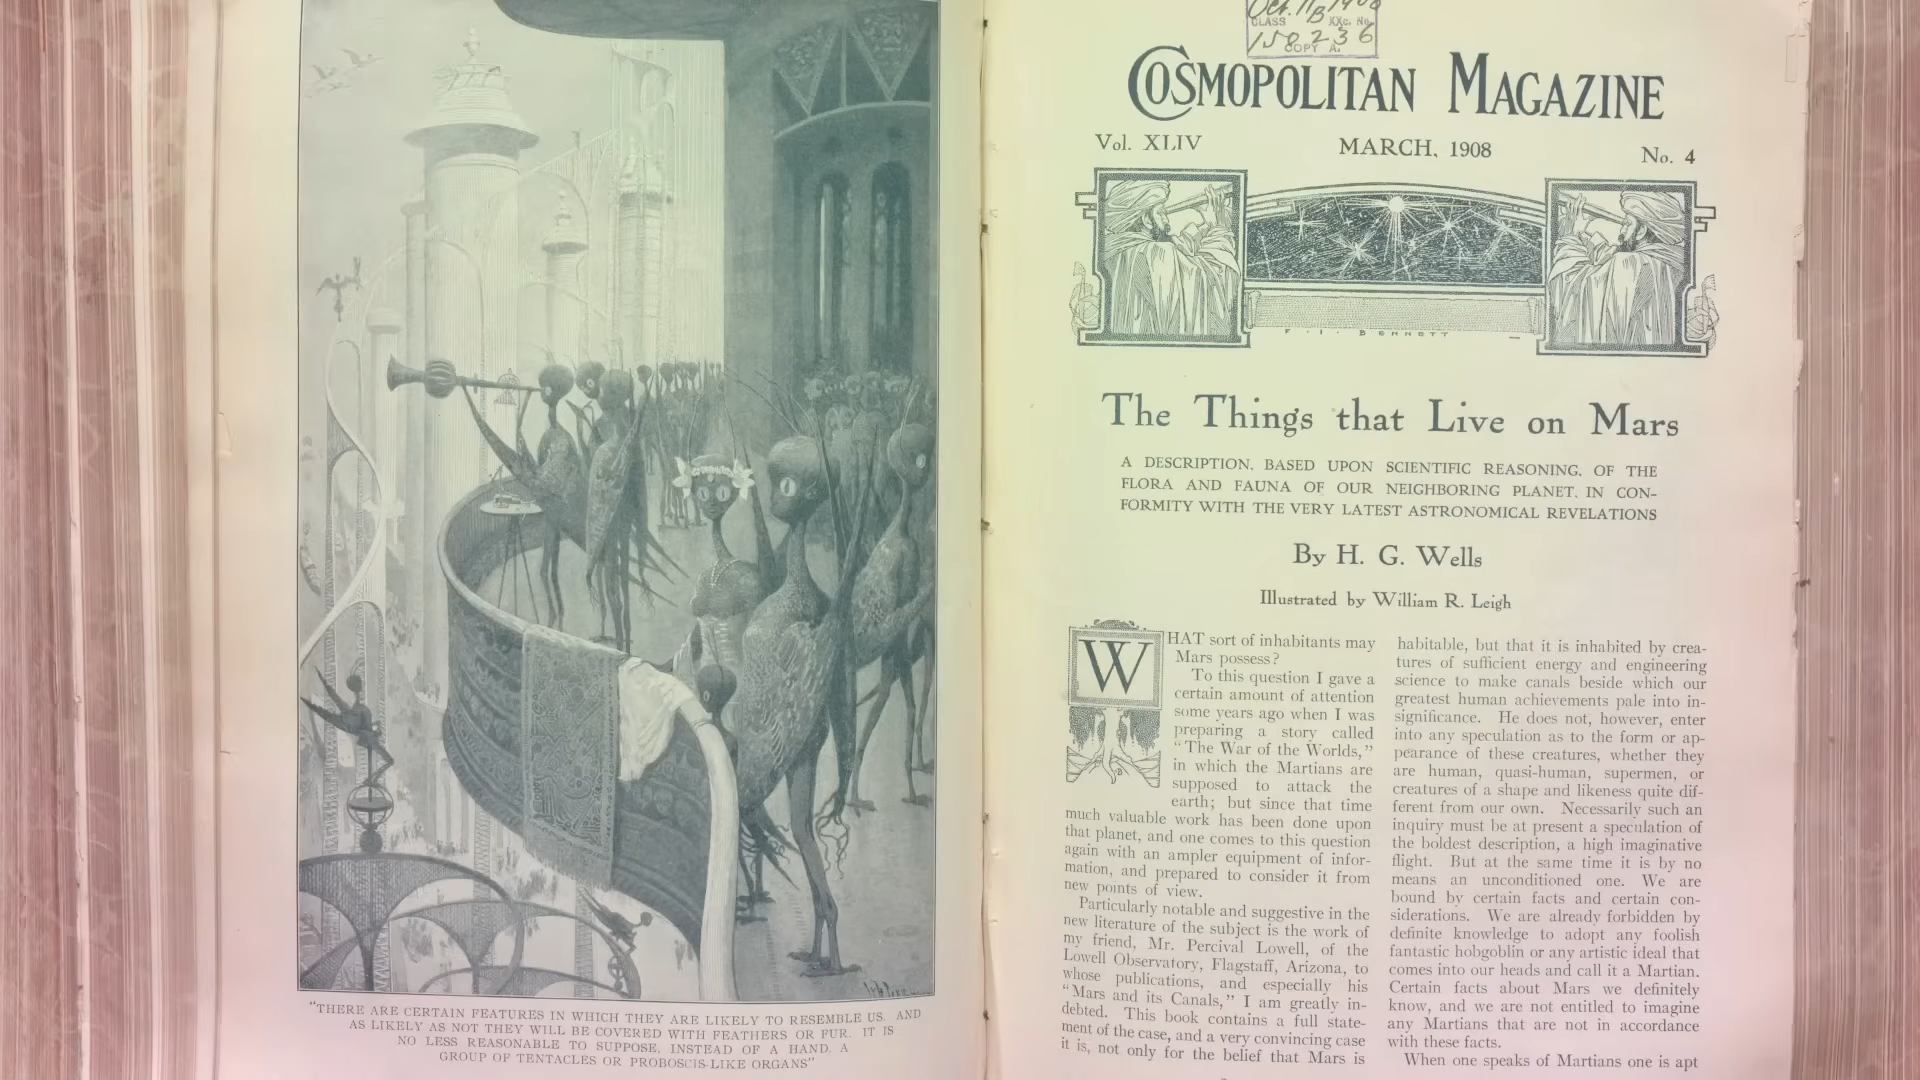 "THERE ARE CERTAIN FEATURES IN WHICH THEY ARE LIKELY TO RESEMBLE US. AND
AS LIKELY AS NOT THEY WILL BE COVERED WITH FEATHERS OR FUR. IT IS
NO LESS REASONABLE TO SUPPOSE, INSTEAD OF A HAND, A
GROUP OF TENTACLES OR PROBOSCIS-LIKE ORGANS"
CLASS XXc. No.
COPY A.
COSMOPOLITAN MAGAZINE
Vol. XLIV MARCH, 1908 No. 4
F. I. BENNETT
The Things that Live on Mars
A DESCRIPTION, BASED UPON SCIENTIFIC REASONING, OF THE
FLORA AND FAUNA OF OUR NEIGHBORING PLANET, IN CON-
FORMITY WITH THE VERY LATEST ASTRONOMICAL REVELATIONS
By H. G. Wells
Illustrated by William R. Leigh
WHAT sort of inhabitants may
Mars possess?
To this question I gave a
certain amount of attention
some years ago when I was
preparing a story called
"The War of the Worlds,"
in which the Martians are
supposed to attack the
earth; but since that time
much valuable work has been done upon
that planet, and one comes to this question
again with an ampler equipment of infor-
mation, and prepared to consider it from
new points of view.
Particularly notable and suggestive in the
new literature of the subject is the work of
my friend, Mr. Percival Lowell, of the
Lowell Observatory, Flagstaff, Arizona, to
whose publications, and especially his
"Mars and its Canals," I am greatly in-
debted. This book contains a full state-
ment of the case, and a very convincing case
it is, not only for the belief that Mars is
habitable, but that it is inhabited by crea-
tures of sufficient energy and engineering
science to make canals beside which our
greatest human achievements pale into in-
significance. He does not, however, enter
into any speculation as to the form or ap-
pearance of these creatures, whether they
are human, quasi-human, supermen, or
creatures of a shape and likeness quite dif-
ferent from our own. Necessarily such an
inquiry must be at present a speculation of
the boldest description, a high imaginative
flight. But at the same time it is by no
means an unconditioned one. We are
bound by certain facts and certain con-
siderations. We are already forbidden by
definite knowledge to adopt any foolish
fantastic hobgoblin or any artistic ideal that
comes into our heads and call it a Martian.
Certain facts about Mars we definitely
know, and we are not entitled to imagine
any Martians that are not in accordance
with these facts.
When one speaks of Martians one is apt